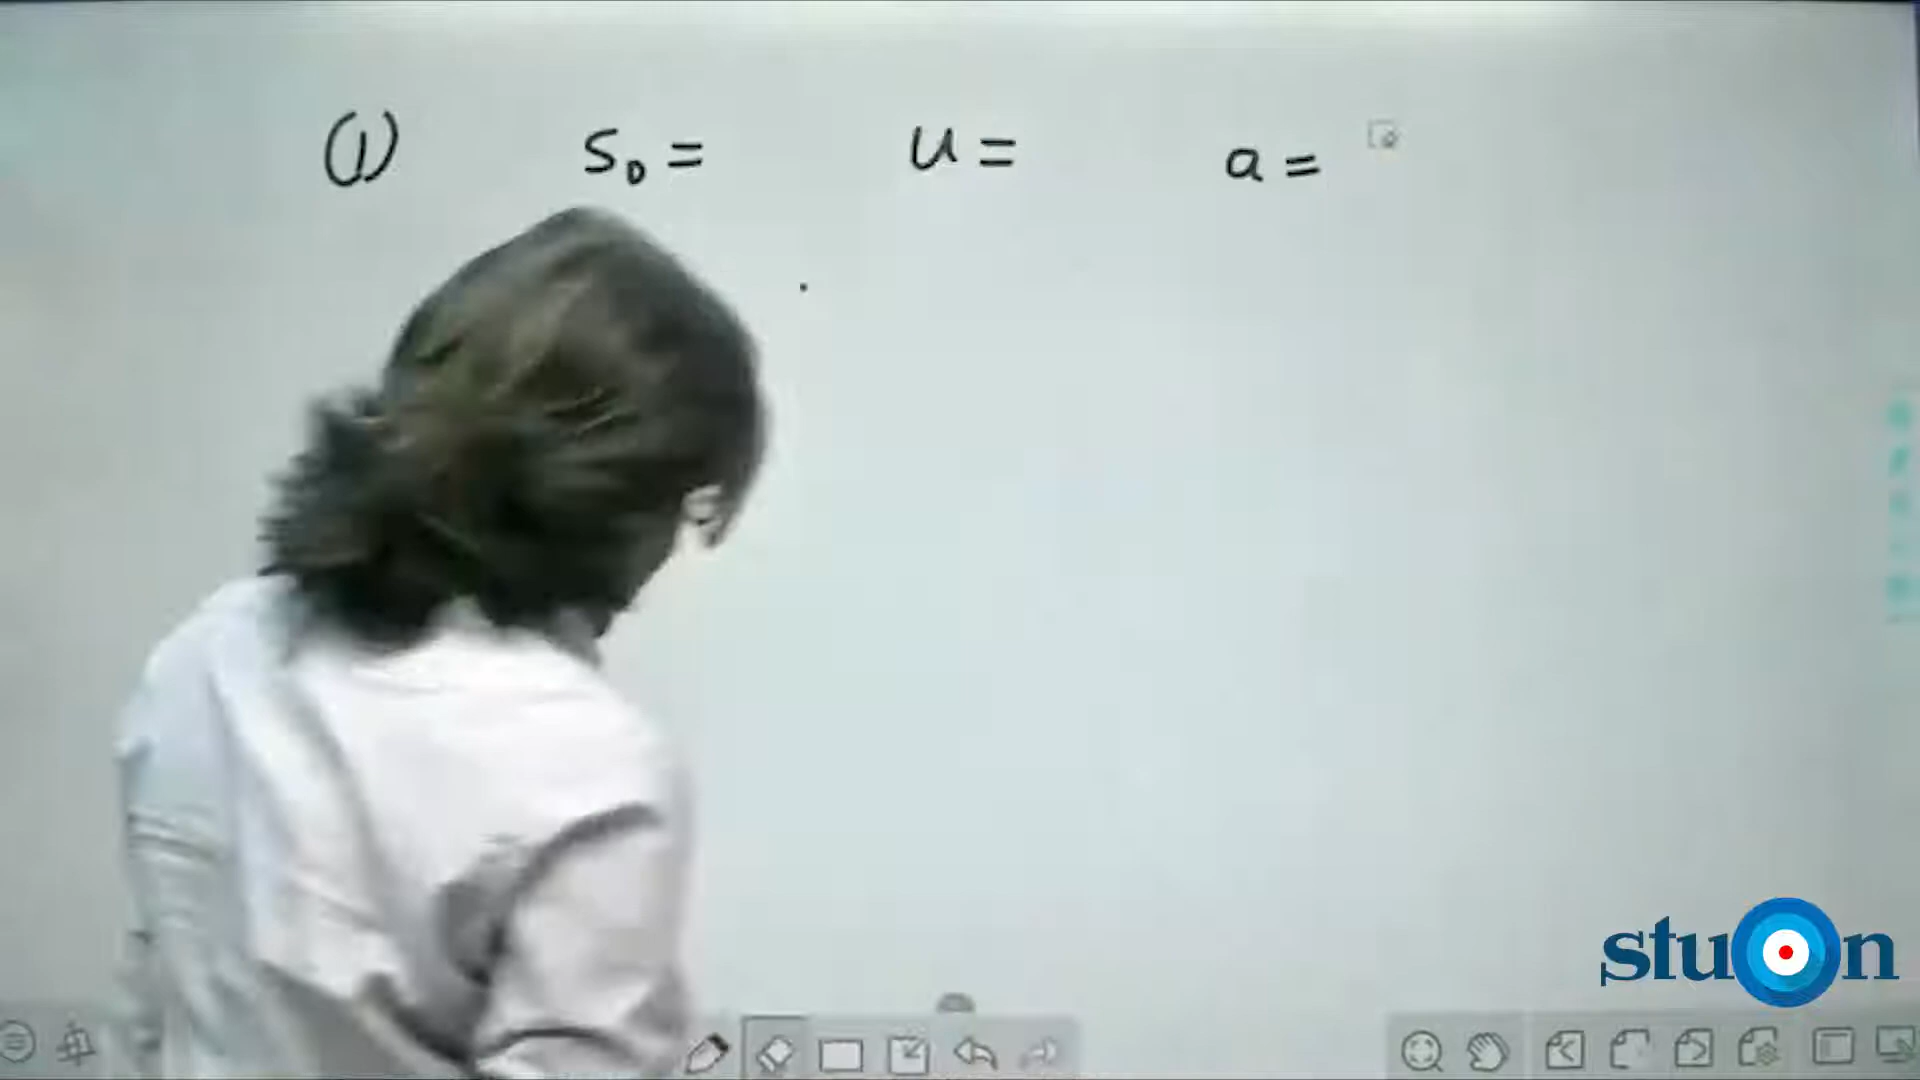 (1) S₀ = u = a =
stuOn